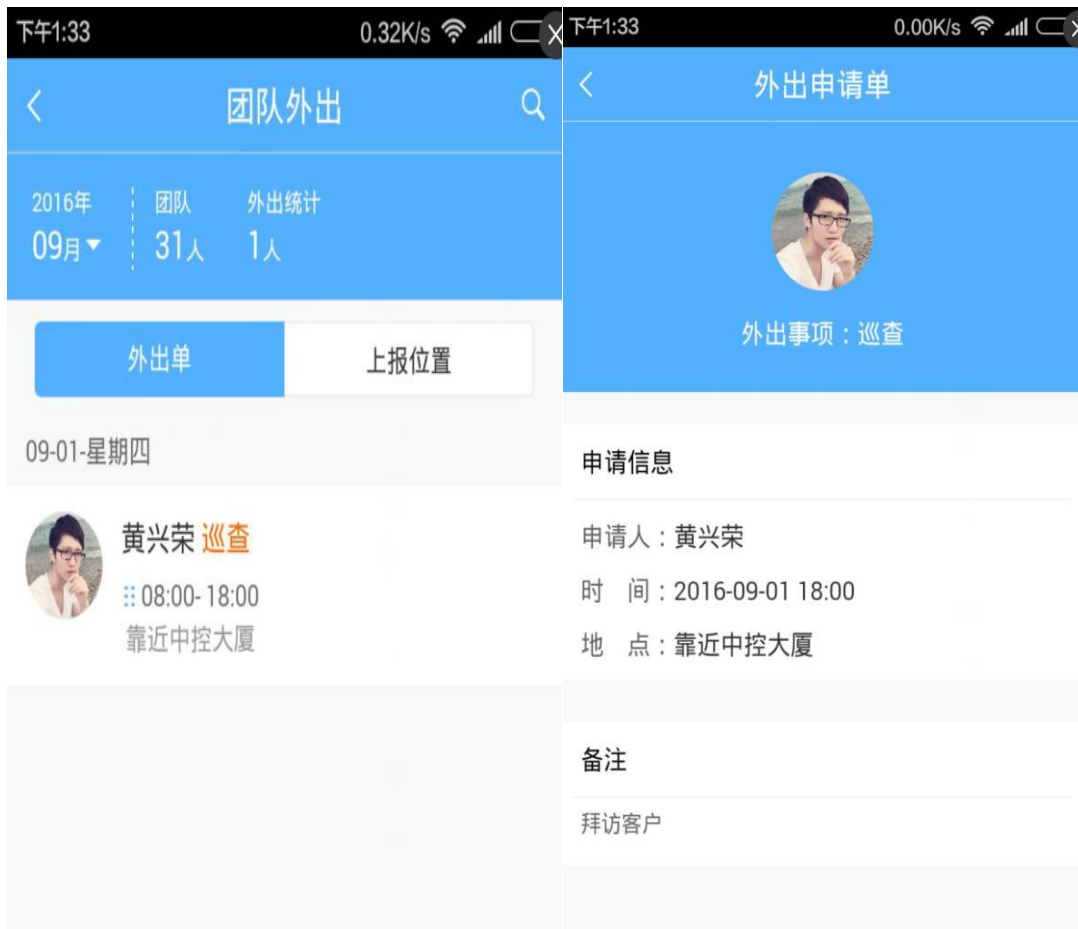 下午1:33
0.32K/s
团队外出
2016年 团队 外出统计
09月 31人 1人
外出单 上报位置
09-01-星期四
黄兴荣 巡查
08:00-18:00
靠近中控大厦
下午1:33
0.00K/s
外出申请单
外出事项：巡查
申请信息
申请人：黄兴荣
时 间：2016-09-01 18:00
地 点：靠近中控大厦
备注
拜访客户